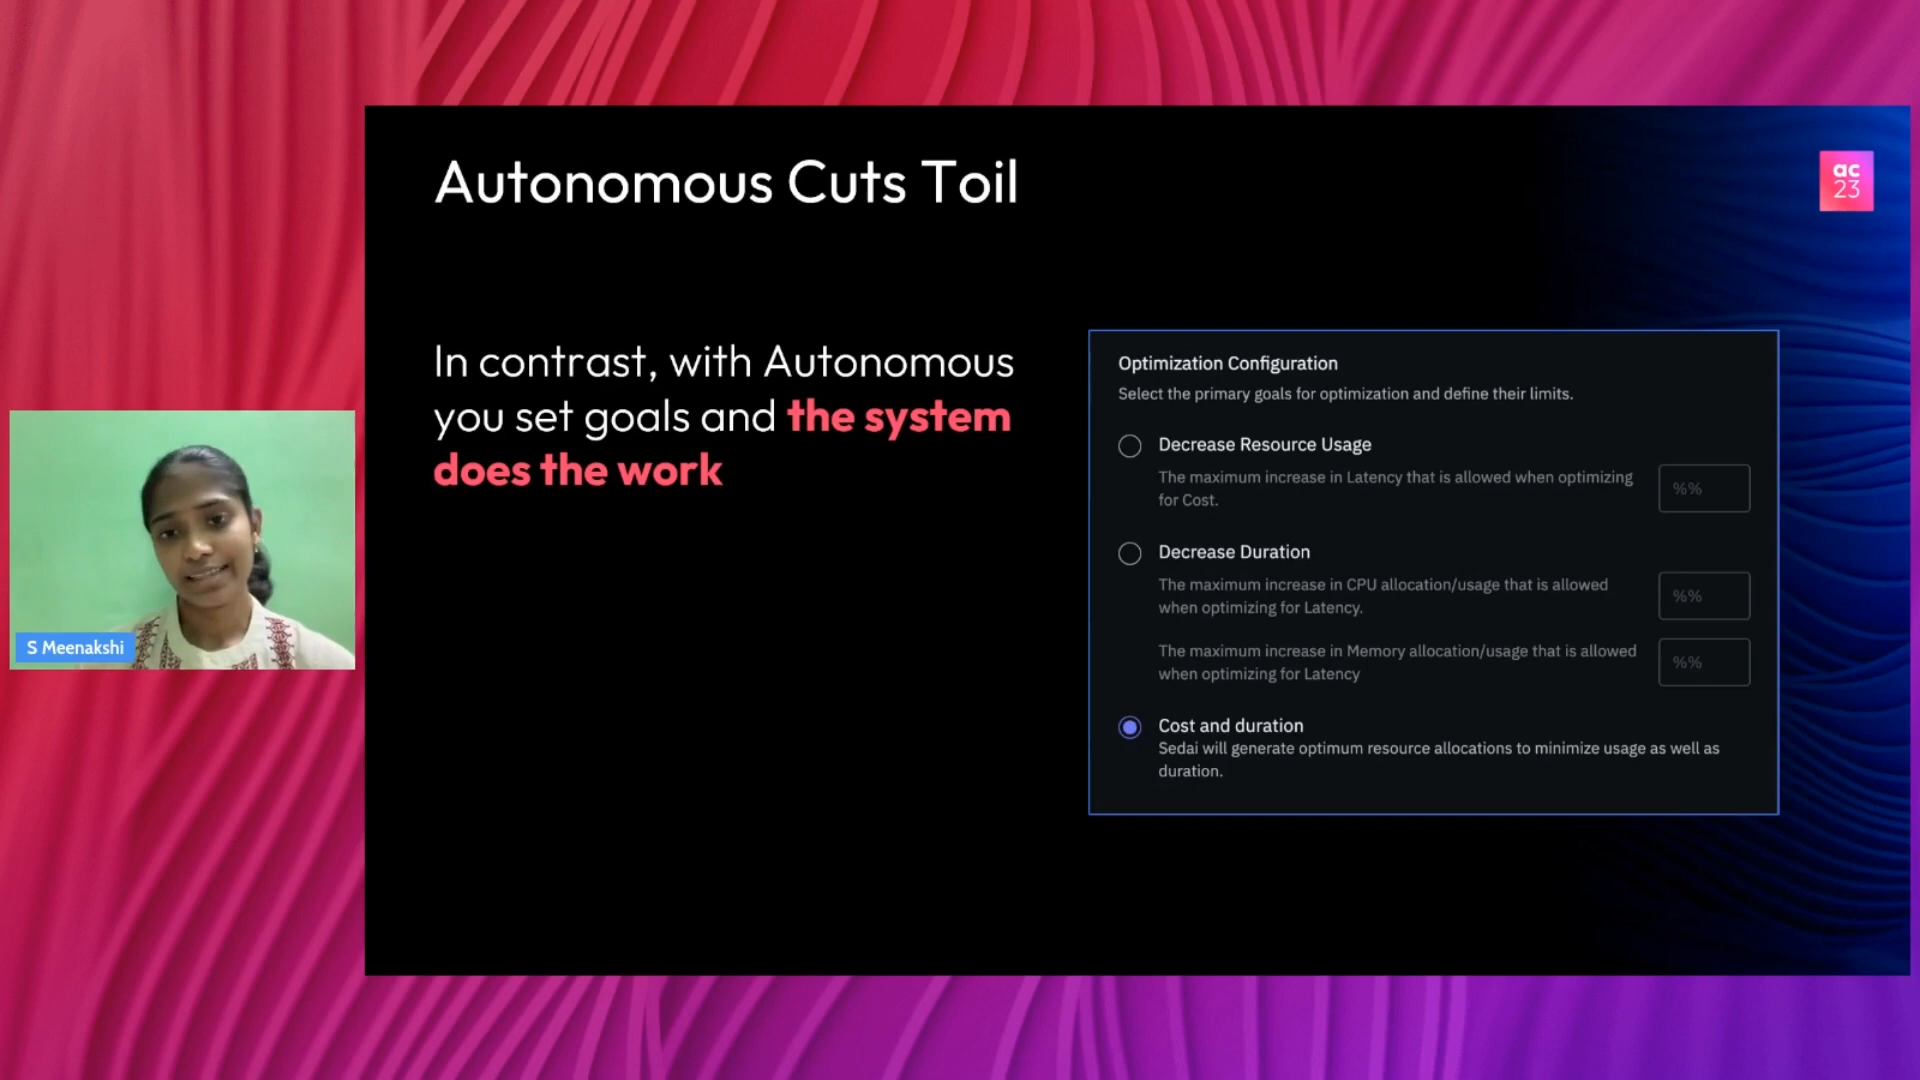 Autonomous Cuts Toil
ac
23
In contrast, with Autonomous
you set goals and the system
does the work
Optimization Configuration
Select the primary goals for optimization and define their limits.
Decrease Resource Usage
The maximum increase in Latency that is allowed when optimizing
for Cost.
%%
Decrease Duration
The maximum increase in CPU allocation/usage that is allowed
when optimizing for Latency.
%%
The maximum increase in Memory allocation/usage that is allowed
when optimizing for Latency
%%
Cost and duration
Sedai will generate optimum resource allocations to minimize usage as well as
duration.
S Meenakshi